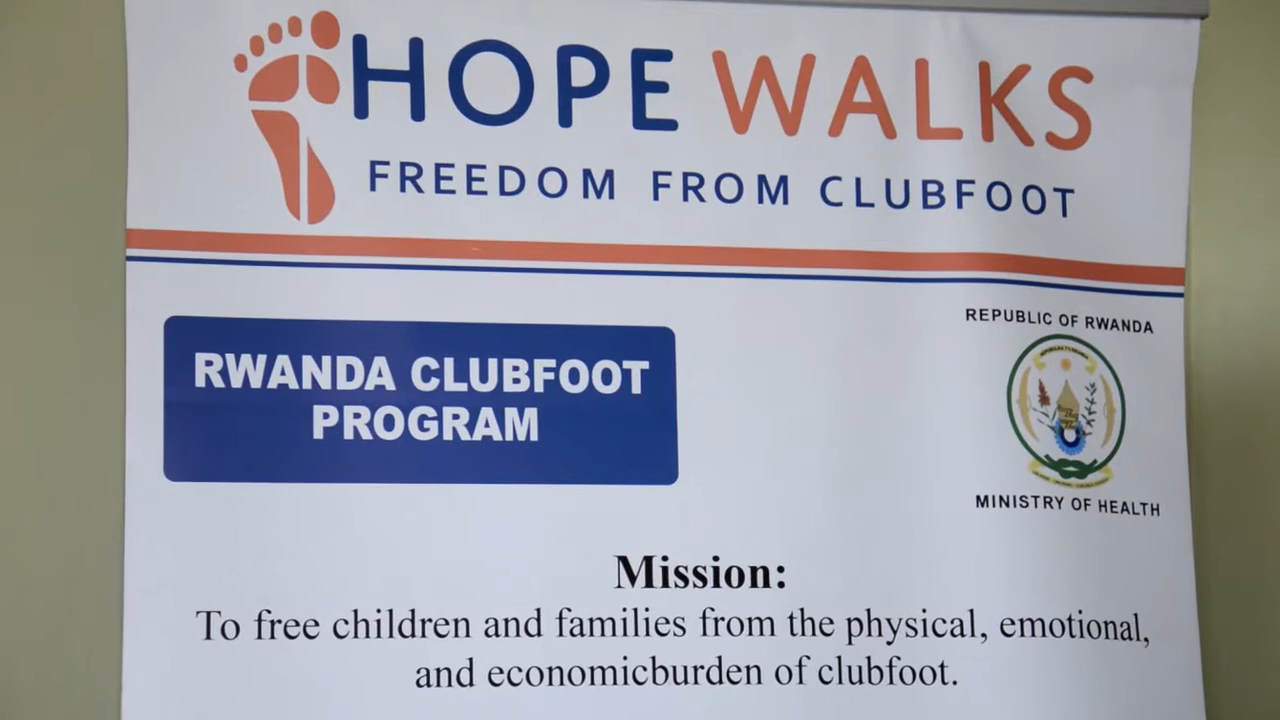 HOPE WALKS
FREEDOM FROM CLUBFOOT
RWANDA CLUBFOOT
PROGRAM
REPUBLIC OF RWANDA
MINISTRY OF HEALTH
Mission:
To free children and families from the physical, emotional,
and economicburden of clubfoot.